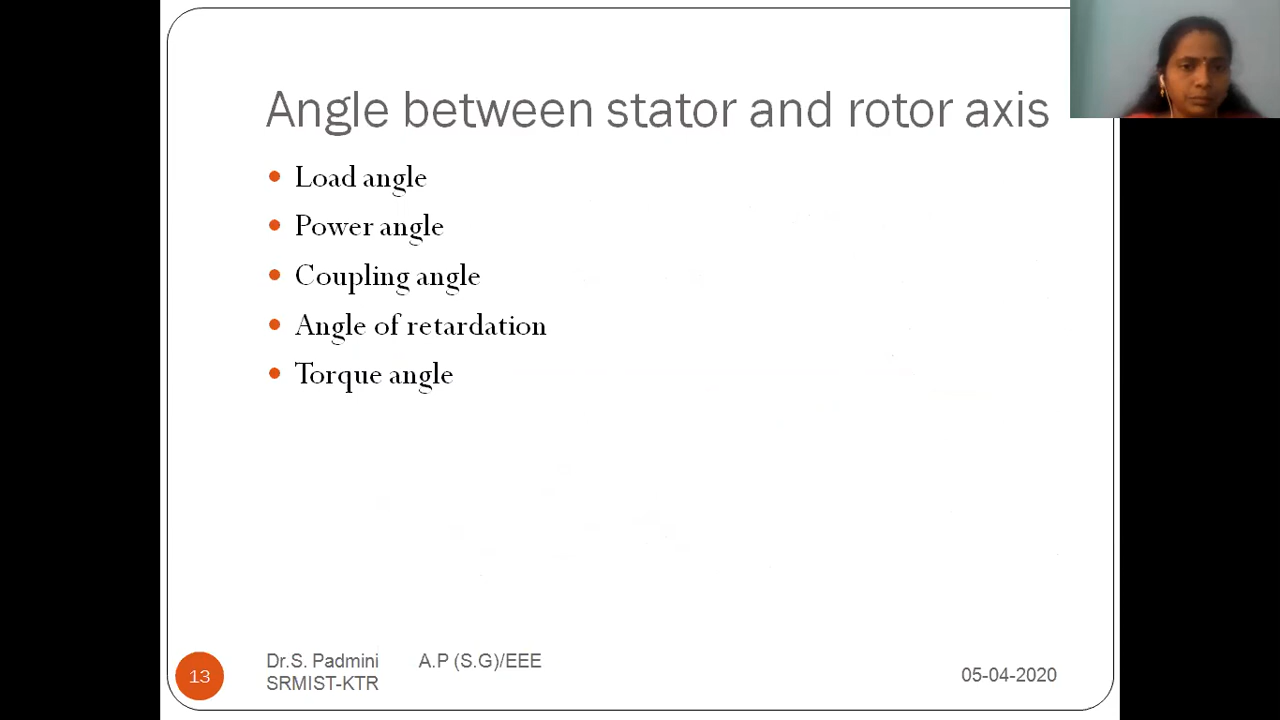 Angle between stator and rotor axis
Load angle
Power angle
Coupling angle
Angle of retardation
Torque angle
13
Dr.S. Padmini A.P (S.G)/EEE
SRMIST-KTR
05-04-2020